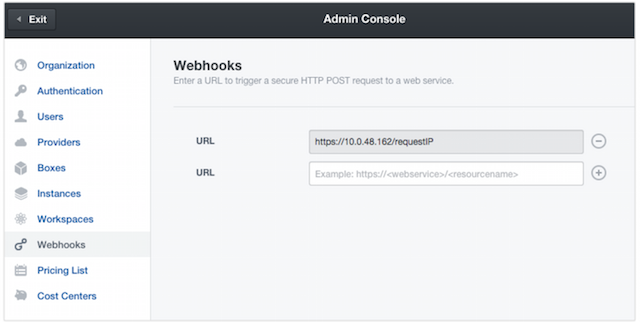 Exit
Admin Console
Organization
Authentication
Users
Providers
Boxes
Instances
Workspaces
Webhooks
Pricing List
Cost Centers
Webhooks
Enter a URL to trigger a secure HTTP POST request to a web service.
URL https://10.0.48.162/requestIP
URL Example: https://<webservice>/<resourcename>